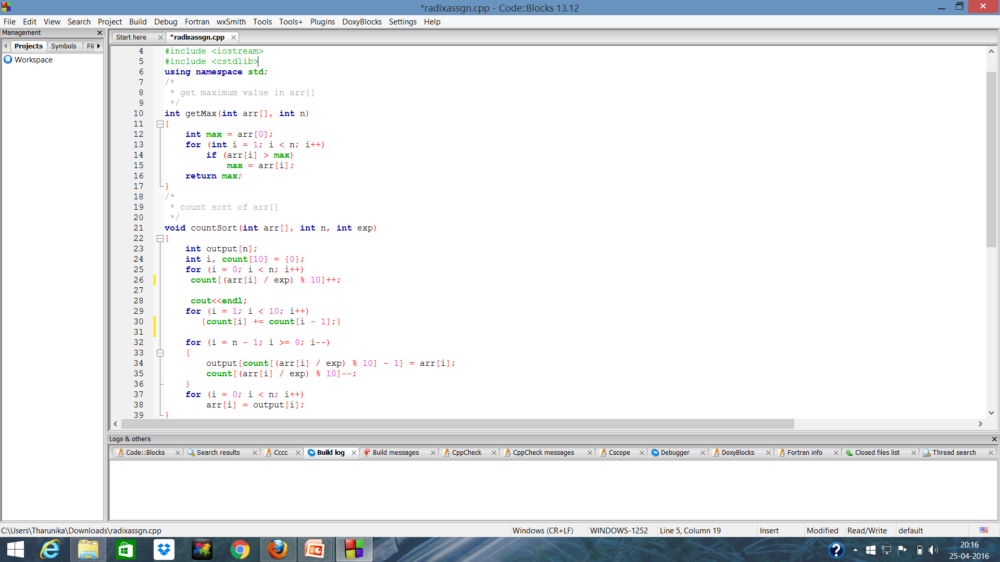 *radixassgn.cpp - Code::Blocks 13.12
File Edit View Search Project Build Debug Fortran wxSmith Tools Tools+ Plugins DoxyBlocks Settings Help
Management
Projects Symbols Fil
Workspace
Start here *radixassgn.cpp
4 #include <iostream>
5 #include <cstdlib>
6 using namespace std;
7 /*
8  * get maximum value in arr[]
9  */
10 int getMax(int arr[], int n)
11 {
12     int max = arr[0];
13     for (int i = 1; i < n; i++)
14         if (arr[i] > max)
15             max = arr[i];
16     return max;
17 }
18 /*
19  * count sort of arr[]
20  */
21 void countSort(int arr[], int n, int exp)
22 {
23     int output[n];
24     int i, count[10] = {0};
25     for (i = 0; i < n; i++)
26      count[(arr[i] / exp) % 10]++;
27
28      cout<<endl;
29     for (i = 1; i < 10; i++)
30        {count[i] += count[i - 1];}
31
32     for (i = n - 1; i >= 0; i--)
33     {
34         output[count[(arr[i] / exp) % 10] - 1] = arr[i];
35         count[(arr[i] / exp) % 10]--;
36     }
37     for (i = 0; i < n; i++)
38         arr[i] = output[i];
39 }
Logs & others
Code::Blocks Search results Cccc Build log Build messages CppCheck CppCheck messages Cscope Debugger DoxyBlocks Fortran info Closed files list Thread search
C:\Users\Tharunika\Downloads\radixassgn.cpp Windows (CR+LF) WINDOWS-1252 Line 5, Column 19 Insert Modified Read/Write default
20:16
25-04-2016